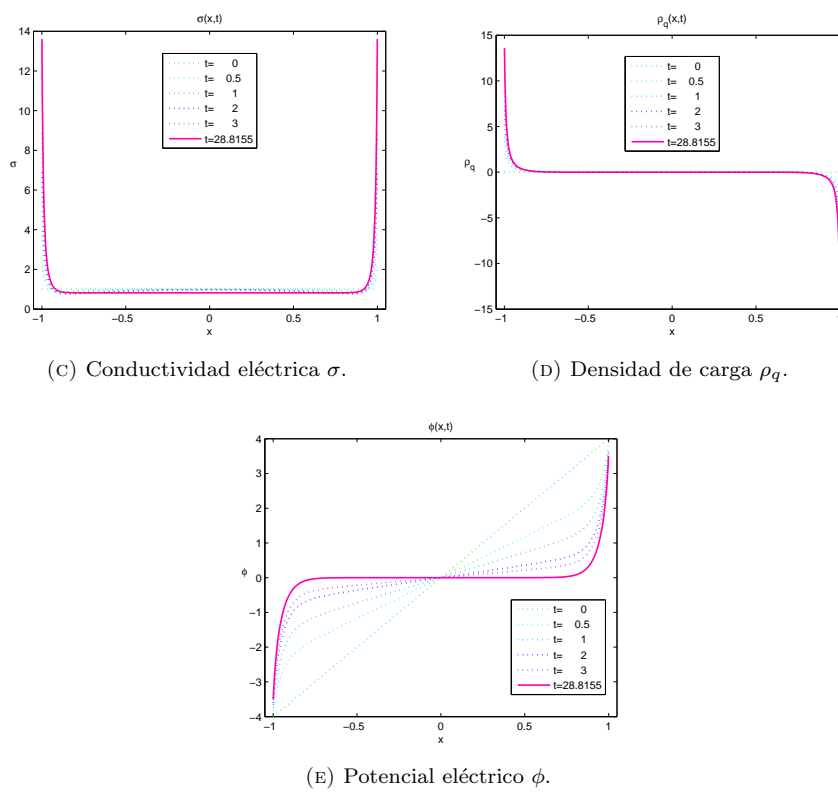 σ(x,t)
14
12
10
8
6
4
2
0
σ
−1
−0.5
0
0.5
1
x
t= 0
t= 0.5
t= 1
t= 2
t= 3
t=28.8155
(C) Conductividad eléctrica σ.
ρq(x,t)
15
10
5
0
−5
−10
−15
ρq
−1
−0.5
0
0.5
1
x
t= 0
t= 0.5
t= 1
t= 2
t= 3
t=28.8155
(D) Densidad de carga ρq.
ϕ(x,t)
4
3
2
1
0
−1
−2
−3
−4
ϕ
−1
−0.5
0
0.5
1
x
t= 0
t= 0.5
t= 1
t= 2
t= 3
t=28.8155
(E) Potencial eléctrico ϕ.